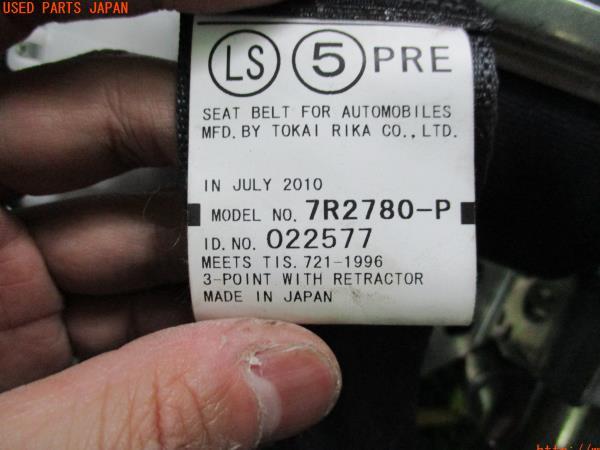 USED PARTS JAPAN
LS 5 PRE
SEAT BELT FOR AUTOMOBILES
MFD. BY TOKAI RIKA CO., LTD.
IN JULY 2010
MODEL NO. 7R2780-P
ID. NO. 022577
MEETS TIS. 721-1996
3-POINT WITH RETRACTOR
MADE IN JAPAN